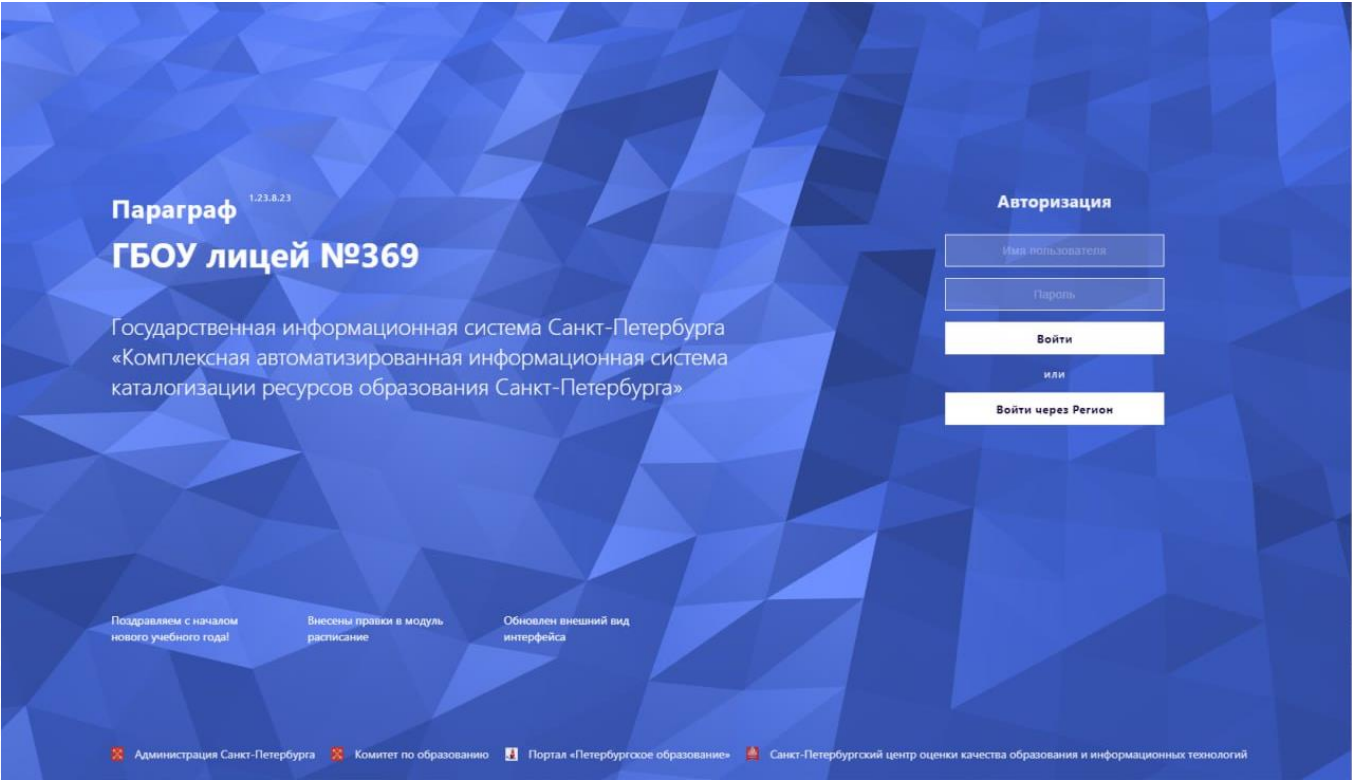 Параграф 1.23.8.23
ГБОУ лицей №369
Государственная информационная система Санкт-Петербурга
«Комплексная автоматизированная информационная система
каталогизации ресурсов образования Санкт-Петербурга»
Авторизация
Имя пользователя
Пароль
Войти
или
Войти через Регион
Поздравляем с началом
нового учебного года!
Внесены правки в модуль
расписание
Обновлен внешний вид
интерфейса
Администрация Санкт-Петербурга Комитет по образованию Портал «Петербургское образование» Санкт-Петербургский центр оценки качества образования и информационных технологий